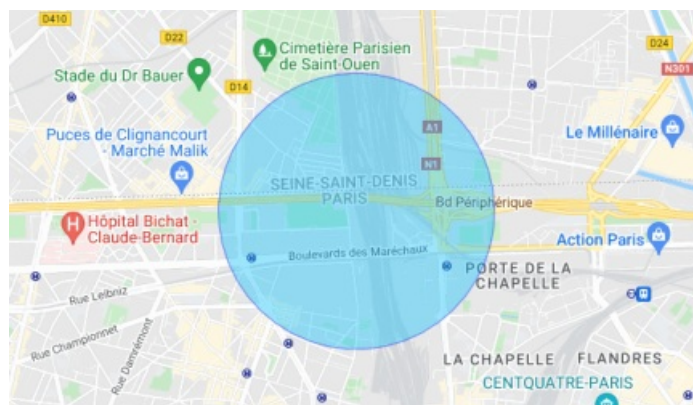 D410
D22
Cimetière Parisien
de Saint-Ouen
D24
Stade du Dr Bauer
D14
N301
A1
Puces de Clignancourt
- Marché Malik
Le Millénaire
N1
SEINE-SAINT-DENIS
PARIS
Bd Périphérique
Hôpital Bichat -
Claude-Bernard
Action Paris
Boulevards des Maréchaux
PORTE DE LA
CHAPELLE
Rue Leibniz
Rue Championnet
Rue Damrémont
LA CHAPELLE
FLANDRES
CENTQUATRE-PARIS